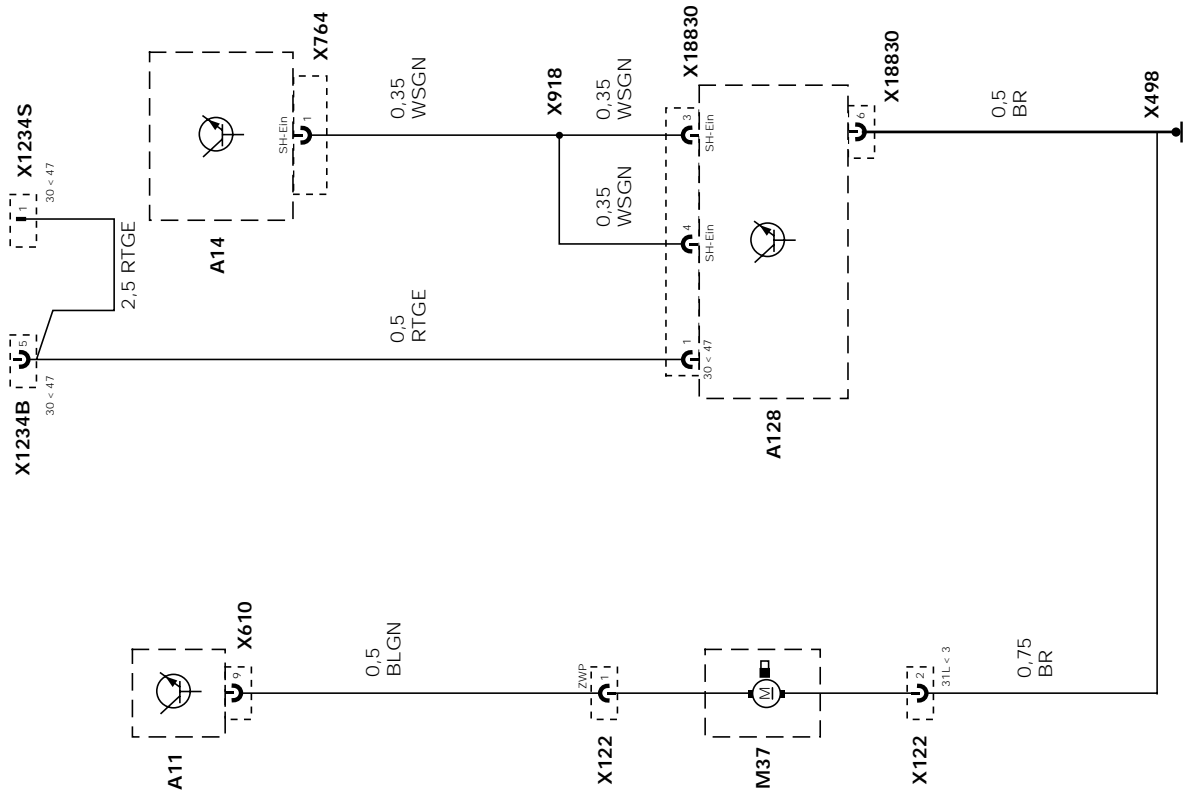 X1234S
1
30 < 47
X764
A14
SH-Ein
1
0,35
WSGN
X918
0,35
WSGN
0,35
WSGN
X18830
3
SH-Ein
4
SH-Ein
1
30 < 47
A128
X18830
6
0,5
BR
X498
2,5 RTGE
X1234B
5
30 < 47
0,5
RTGE
A11
X610
9
0,5
BLGN
X122
ZWP
1
M37
M
X122
2
31L < 3
0,75
BR